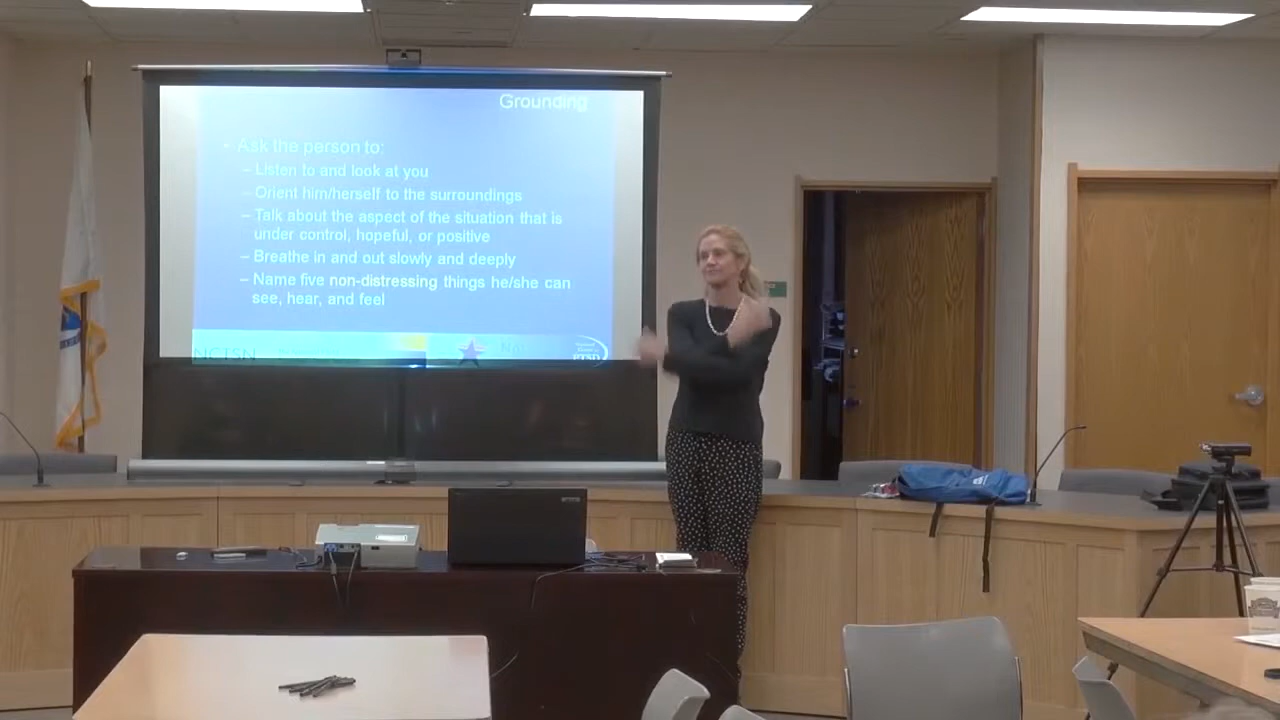 Grounding
• Ask the person to:
– Listen to and look at you
– Orient him/herself to the surroundings
– Talk about the aspect of the situation that is
under control, hopeful, or positive
– Breathe in and out slowly and deeply
– Name five non-distressing things he/she can
see, hear, and feel
NCTSN
PTSD